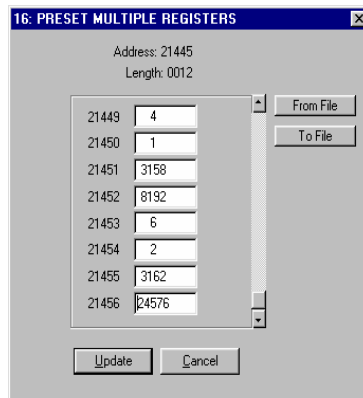 16: PRESET MULTIPLE REGISTERS
Address: 21445
Length: 0012
21449 4
21450 1
21451 3158
21452 8192
21453 6
21454 2
21455 3162
21456 24576
From File
To File
Update Cancel